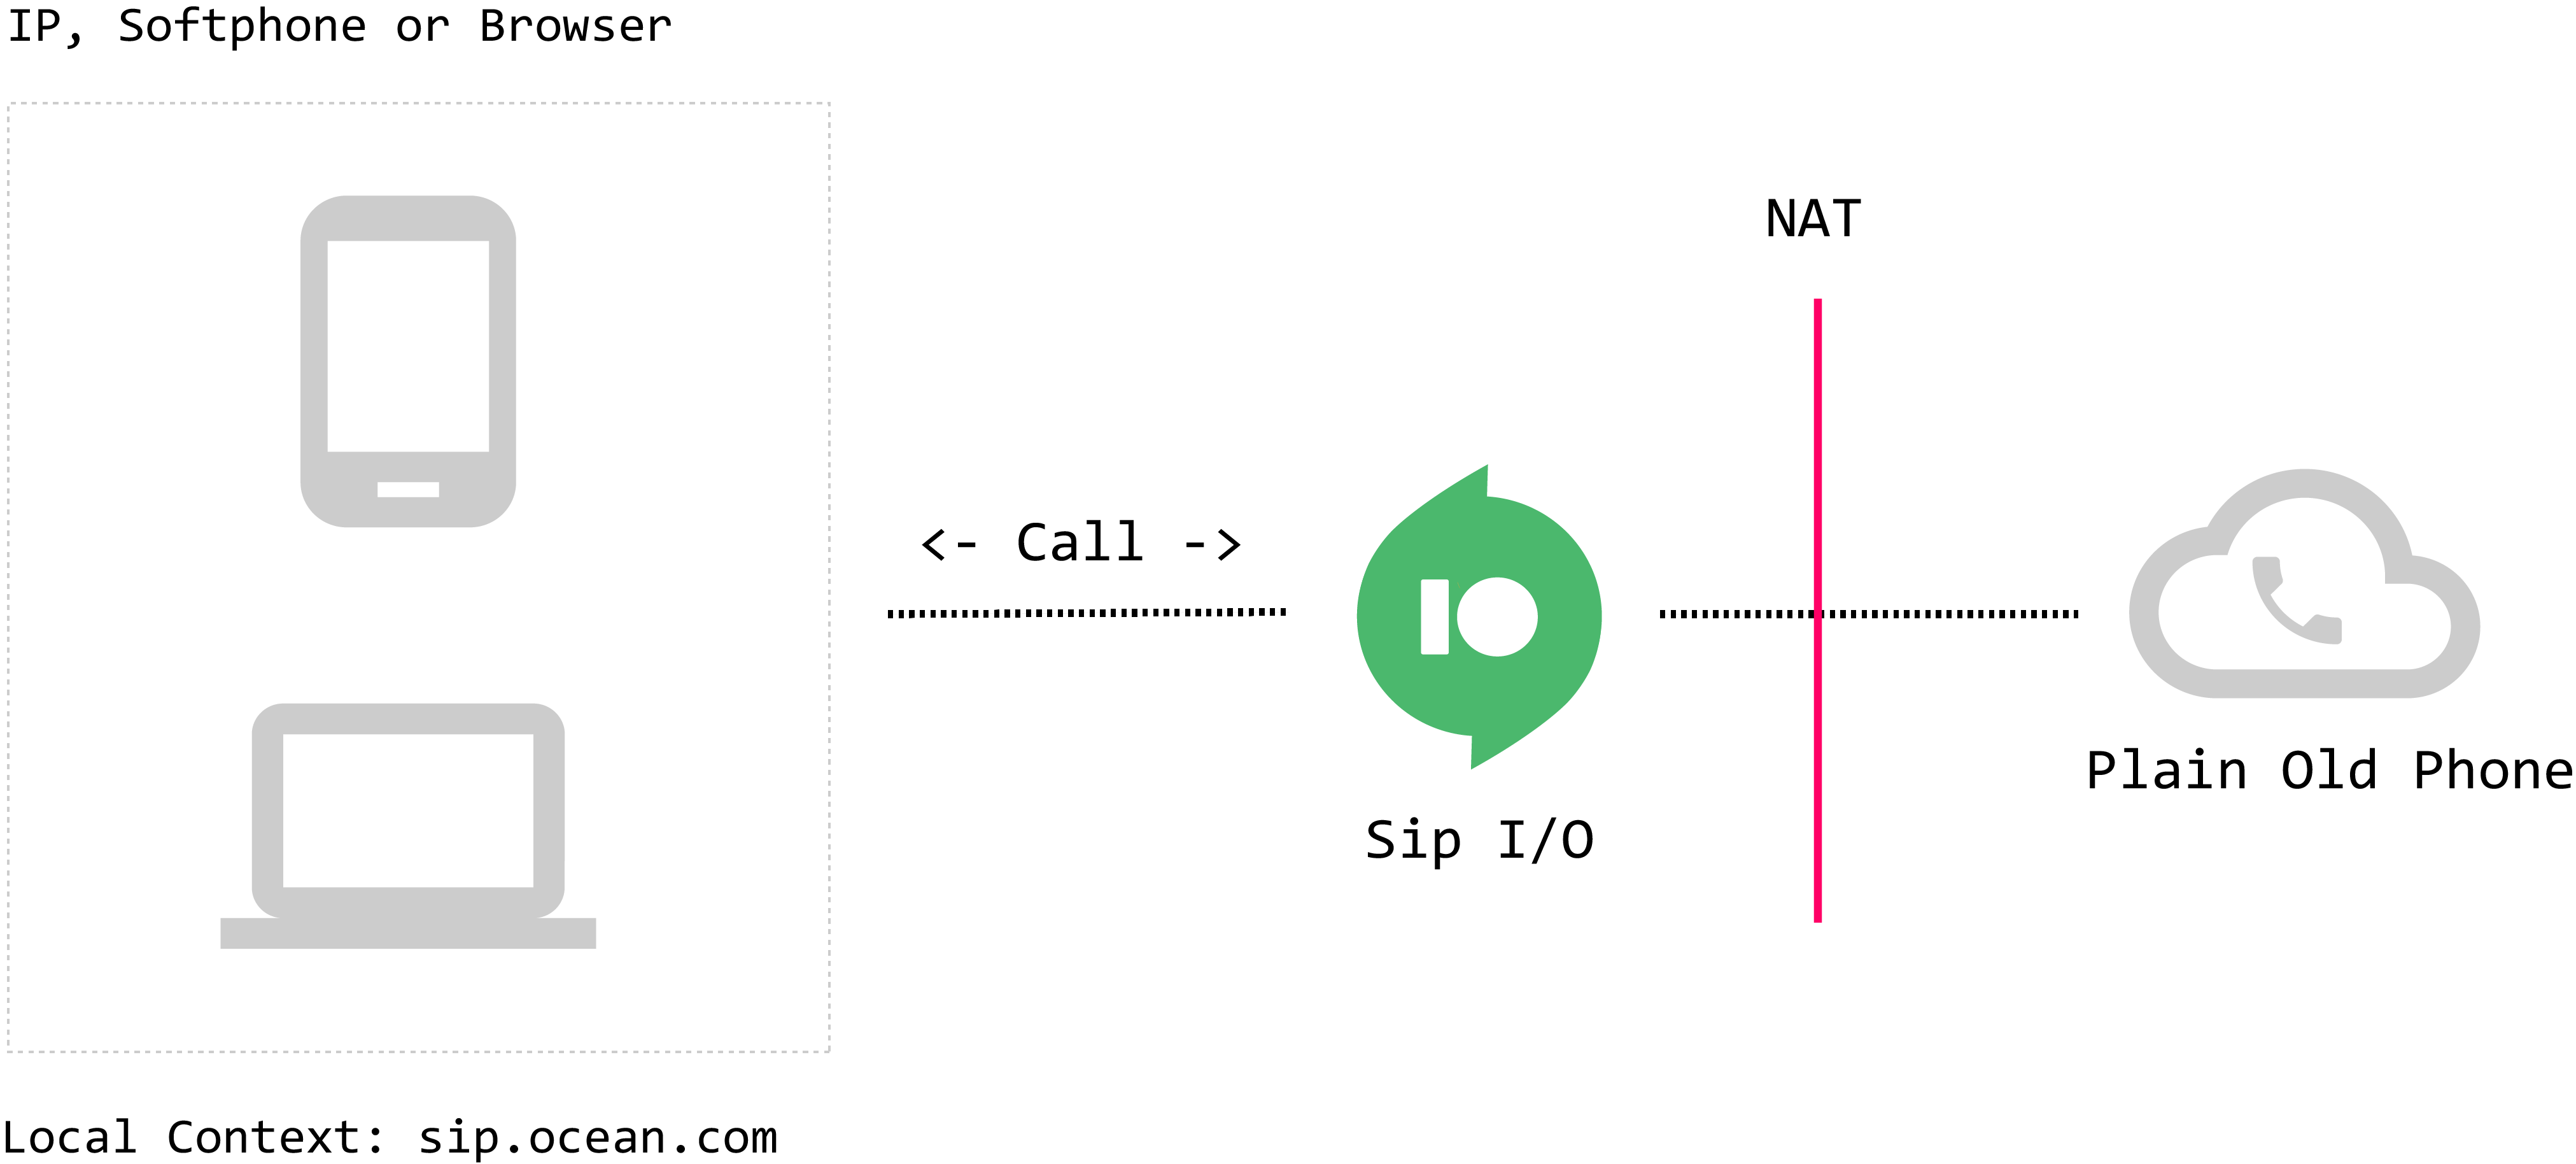 IP, Softphone or Browser
NAT
<- Call ->
IO
Plain Old Phone
Sip I/O
Local Context: sip.ocean.com